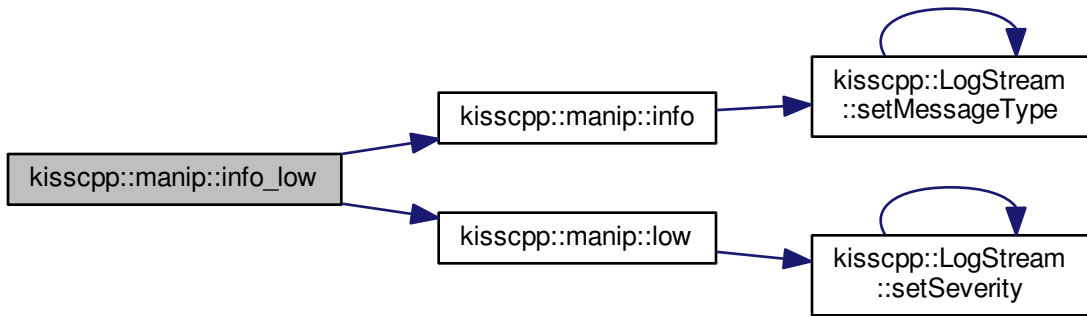 kisscpp::manip::info_low
kisscpp::manip::info
kisscpp::LogStream
::setMessageType
kisscpp::manip::low
kisscpp::LogStream
::setSeverity